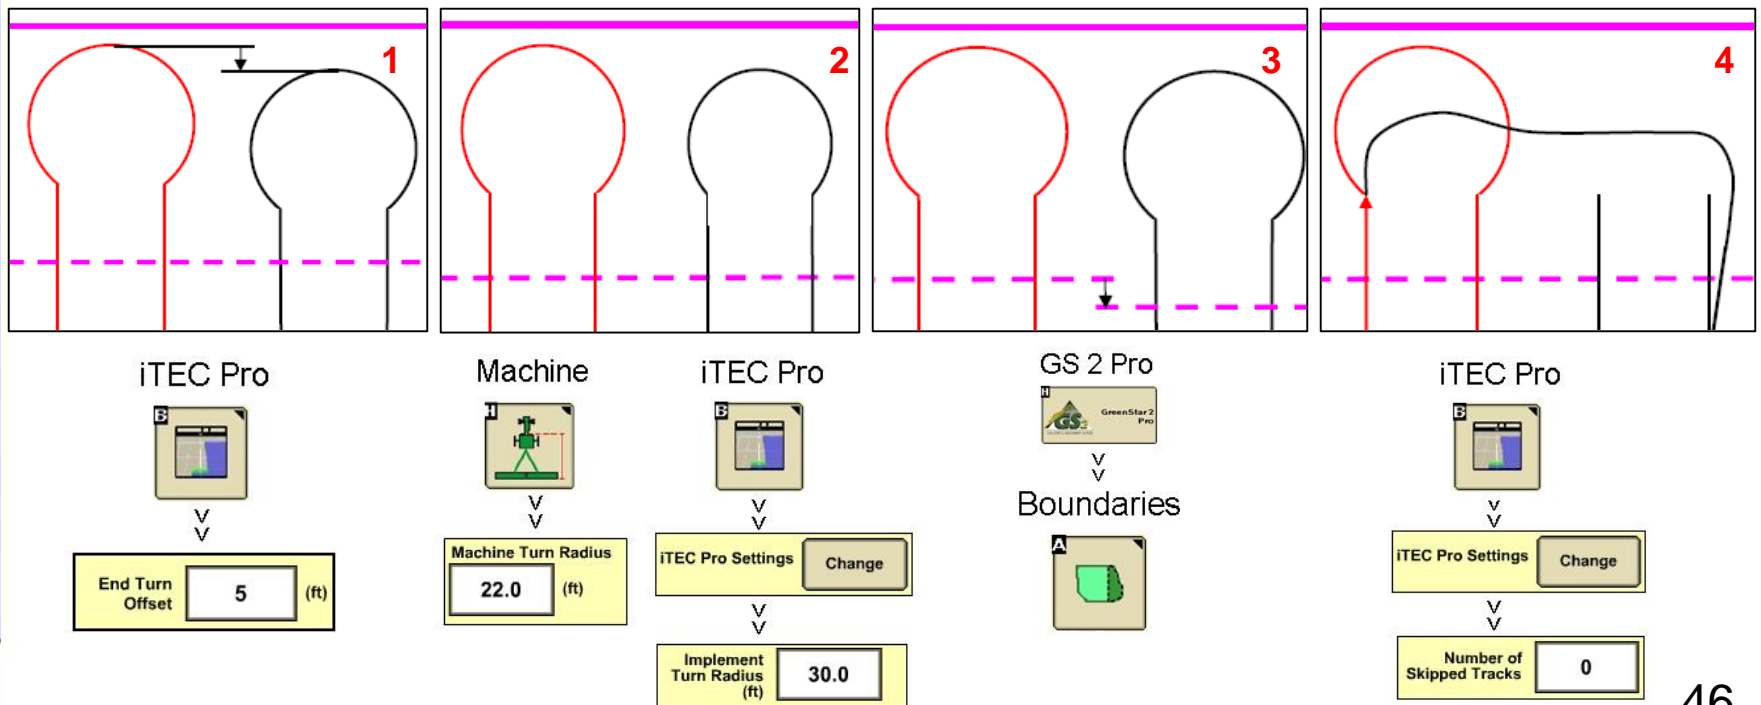 1
2
3
4
iTEC Pro
B
End Turn
Offset
5
(ft)
Machine
H
Machine Turn Radius
22.0
(ft)
iTEC Pro
B
iTEC Pro Settings
Change
Implement
Turn Radius
(ft)
30.0
GS 2 Pro
H
GS2
GreenStar 2
Pro
Boundaries
A
iTEC Pro
B
iTEC Pro Settings
Change
Number of
Skipped Tracks
0
46